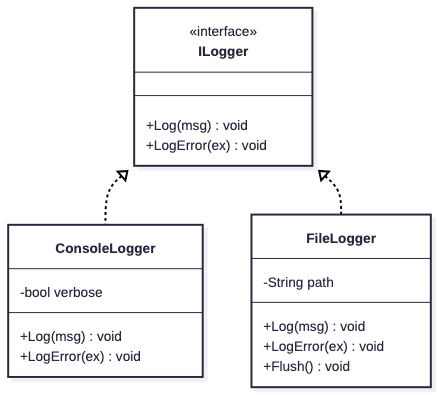 «interface»
ILogger
+Log(msg) : void
+LogError(ex) : void
ConsoleLogger
-bool verbose
+Log(msg) : void
+LogError(ex) : void
FileLogger
-String path
+Log(msg) : void
+LogError(ex) : void
+Flush() : void